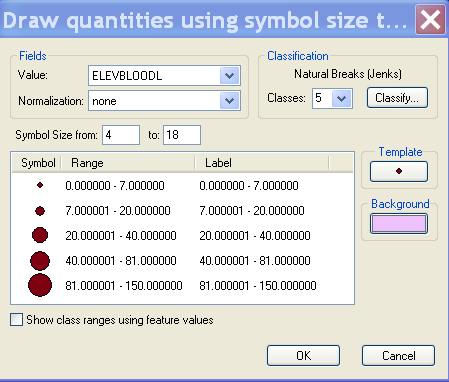 Draw quantities using symbol size t...
Fields
Value: ELEVBLOODL
Normalization: none
Classification
Natural Breaks (Jenks)
Classes: 5 Classify...
Symbol Size from: 4 to: 18
Symbol Range Label
0.000000 - 7.000000 0.000000 - 7.000000
7.000001 - 20.000000 7.000001 - 20.000000
20.000001 - 40.000000 20.000001 - 40.000000
40.000001 - 81.000000 40.000001 - 81.000000
81.000001 - 150.000000 81.000001 - 150.000000
Template
Background
Show class ranges using feature values
OK Cancel